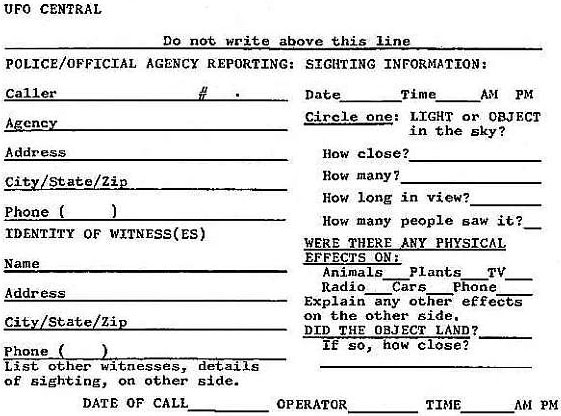 UFO CENTRAL
Do not write above this line
POLICE/OFFICIAL AGENCY REPORTING:
Caller #
Agency
Address
City/State/Zip
Phone ( )
IDENTITY OF WITNESS(ES)
Name
Address
City/State/Zip
Phone ( )
List other witnesses, details
of sighting, on other side.
SIGHTING INFORMATION:
Date Time AM PM
Circle one: LIGHT or OBJECT
in the sky?
How close?
How many?
How long in view?
How many people saw it?
WERE THERE ANY PHYSICAL
EFFECTS ON:
Animals Plants TV
Radio Cars Phone
Explain any other effects
on the other side.
DID THE OBJECT LAND?
If so, how close?
DATE OF CALL OPERATOR TIME AM PM